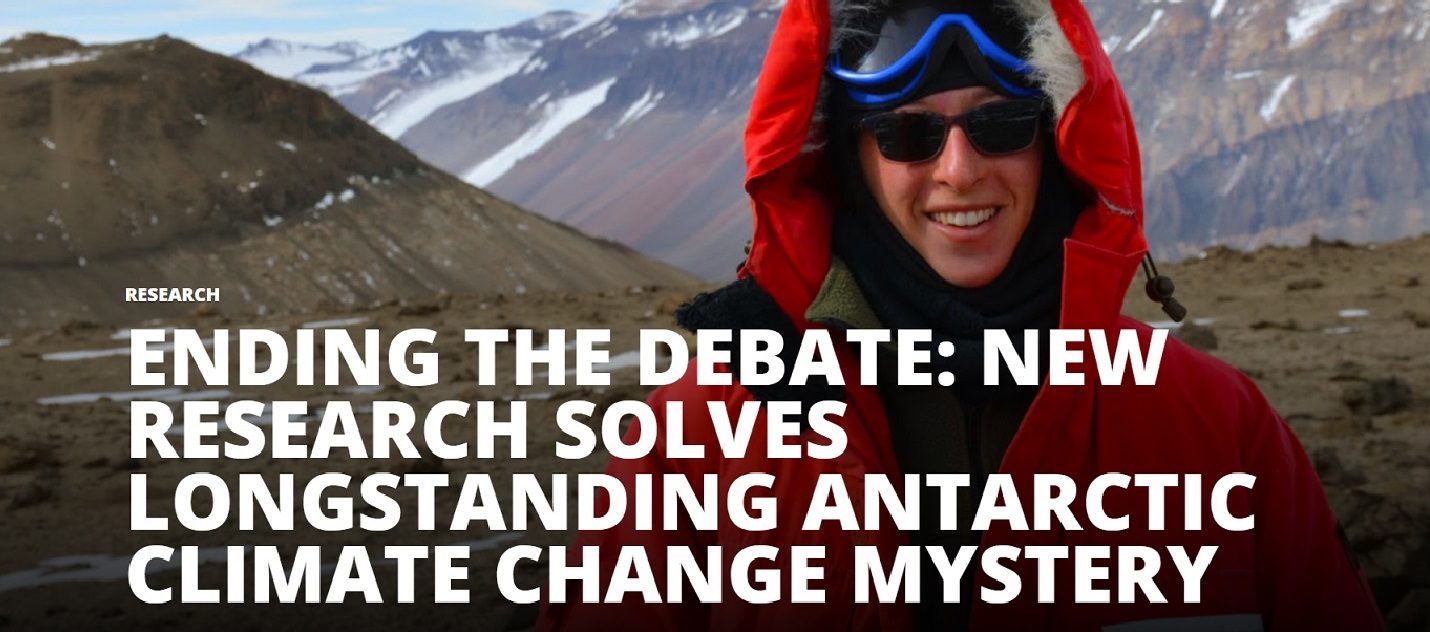 RESEARCH
ENDING THE DEBATE: NEW
RESEARCH SOLVES
LONGSTANDING ANTARCTIC
CLIMATE CHANGE MYSTERY